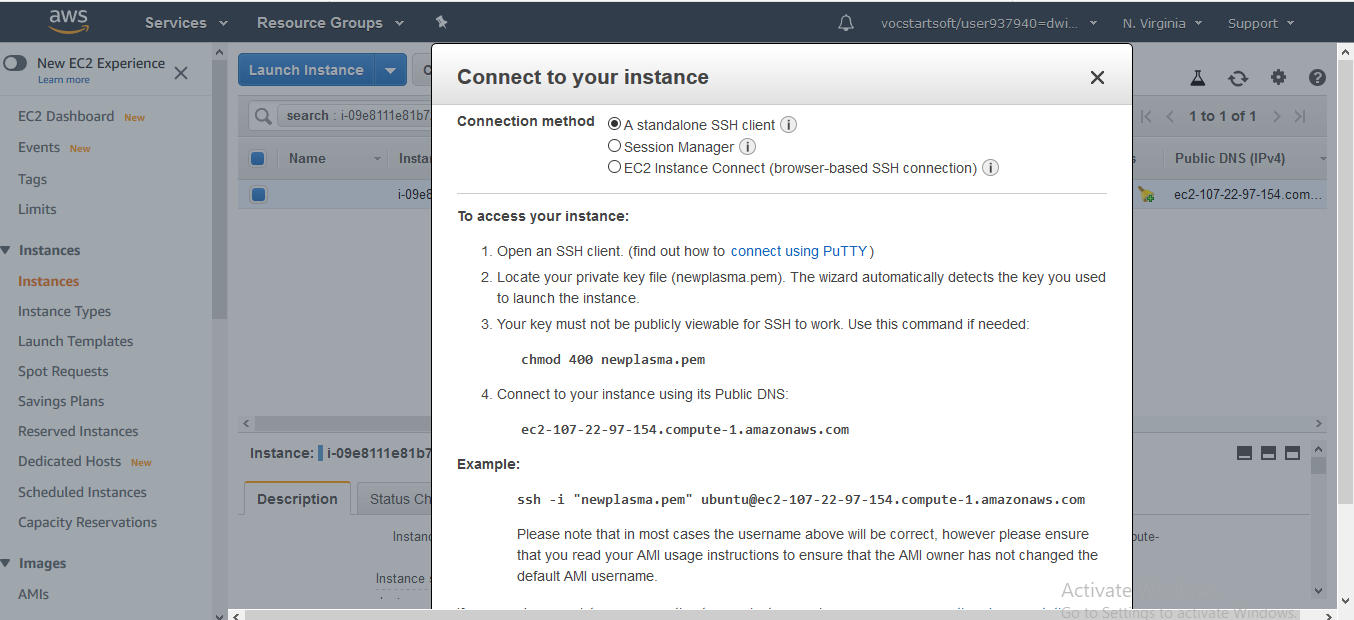 aws Services Resource Groups vocstartsoft/user937940=dwi... N. Virginia Support
New EC2 Experience
Learn more
EC2 Dashboard New
Events New
Tags
Limits
Instances
Instances
Instance Types
Launch Templates
Spot Requests
Savings Plans
Reserved Instances
Dedicated Hosts New
Scheduled Instances
Capacity Reservations
Images
AMIs
Launch Instance
search : i-09e8111e81b7
1 to 1 of 1
Name
Public DNS (IPv4)
i-09e8
ec2-107-22-97-154.com...
Instance: i-09e8111e81b7
Description Status Ch
Connect to your instance
Connection method
A standalone SSH client
Session Manager
EC2 Instance Connect (browser-based SSH connection)
To access your instance:
1. Open an SSH client. (find out how to connect using PuTTY)
2. Locate your private key file (newplasma.pem). The wizard automatically detects the key you used
to launch the instance.
3. Your key must not be publicly viewable for SSH to work. Use this command if needed:
chmod 400 newplasma.pem
4. Connect to your instance using its Public DNS:
ec2-107-22-97-154.compute-1.amazonaws.com
Example:
ssh -i "newplasma.pem" ubuntu@ec2-107-22-97-154.compute-1.amazonaws.com
Please note that in most cases the username above will be correct, however please ensure
that you read your AMI usage instructions to ensure that the AMI owner has not changed the
default AMI username.
Activate
Go to Settings to activate Windows.